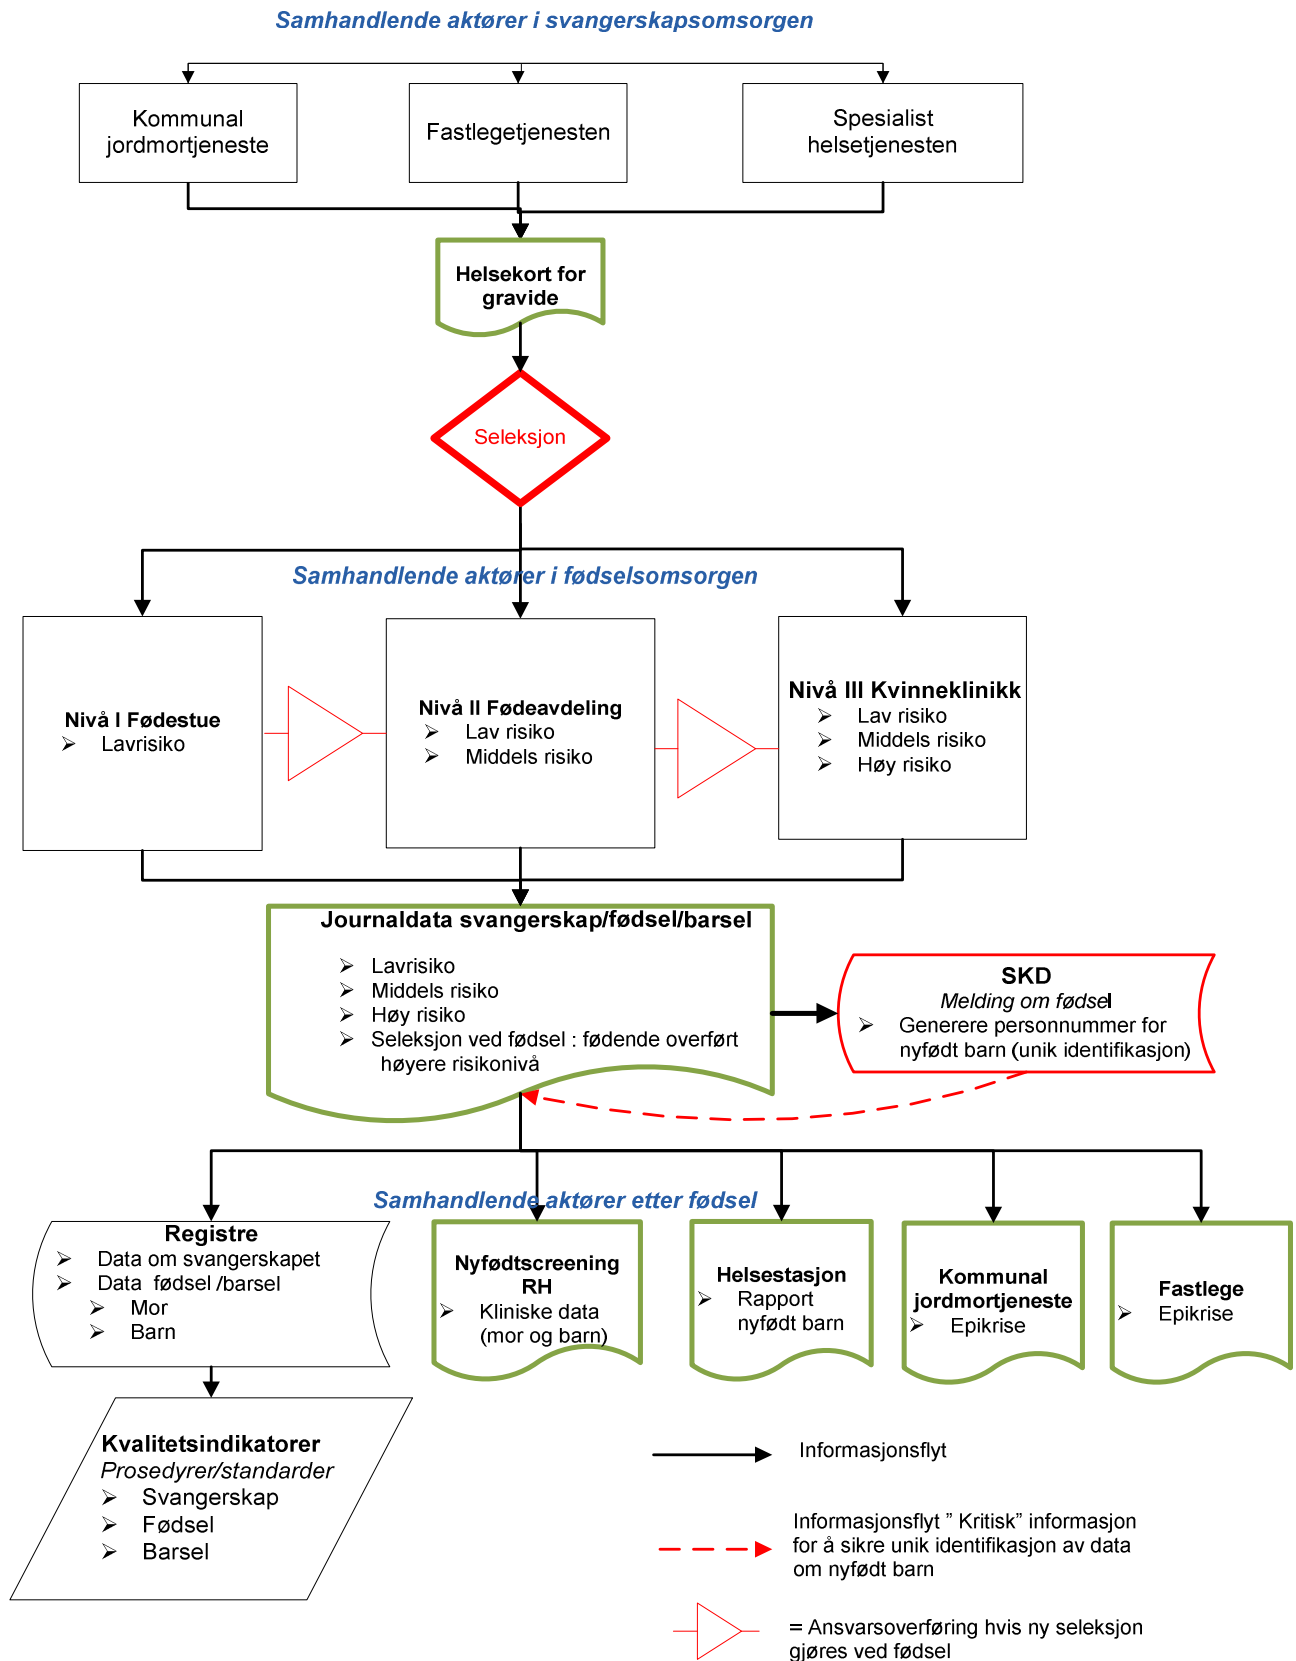 Samhandlende aktører i svangerskapsomsorgen
Kommunal
jordmortjeneste
Fastlegetjenesten
Spesialist
helsetjenesten
Helsekort for
gravide
Seleksjon
Samhandlende aktører i fødselsomsorgen
Nivå I Fødestue
➢ Lavrisiko
Nivå II Fødeavdeling
➢ Lav risiko
➢ Middels risiko
Nivå III Kvinneklinikk
➢ Lav risiko
➢ Middels risiko
➢ Høy risiko
Journaldata svangerskap/fødsel/barsel
➢ Lavrisiko
➢ Middels risiko
➢ Høy risiko
➢ Seleksjon ved fødsel : fødende overført
høyere risikonivå
SKD
Melding om fødsel
➢ Generere personnummer for
nyfødt barn (unik identifikasjon)
Samhandlende aktører etter fødsel
Registre
➢ Data om svangerskapet
➢ Data fødsel /barsel
➢ Mor
➢ Barn
Nyfødtscreening
RH
➢ Kliniske data
(mor og barn)
Helsestasjon
➢ Rapport
nyfødt barn
Kommunal
jordmortjeneste
➢ Epikrise
Fastlege
➢ Epikrise
Kvalitetsindikatorer
Prosedyrer/standarder
➢ Svangerskap
➢ Fødsel
➢ Barsel
Informasjonsflyt
Informasjonsflyt ” Kritisk” informasjon
for å sikre unik identifikasjon av data
om nyfødt barn
= Ansvarsoverføring hvis ny seleksjon
gjøres ved fødsel